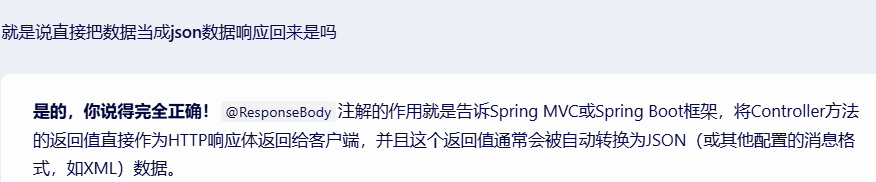 就是说直接把数据当成json数据响应回来是吗
是的，你说得完全正确！ @ResponseBody 注解的作用就是告诉Spring MVC或Spring Boot框架，将Controller方法
的返回值直接作为HTTP响应体返回给客户端，并且这个返回值通常会被自动转换为JSON（或其他配置的消息格
式，如XML）数据。